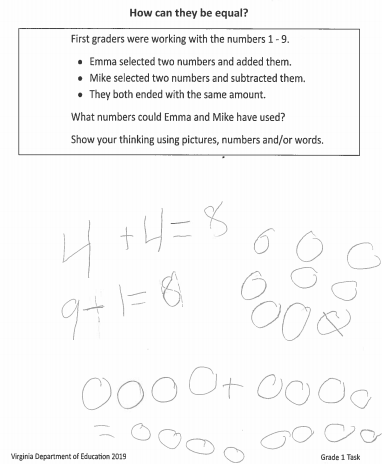 How can they be equal?
First graders were working with the numbers 1 - 9.
• Emma selected two numbers and added them.
• Mike selected two numbers and subtracted them.
• They both ended with the same amount.
What numbers could Emma and Mike have used?
Show your thinking using pictures, numbers and/or words.
4 +4=8
9+1=8
+
=
Virginia Department of Education 2019 Grade 1 Task